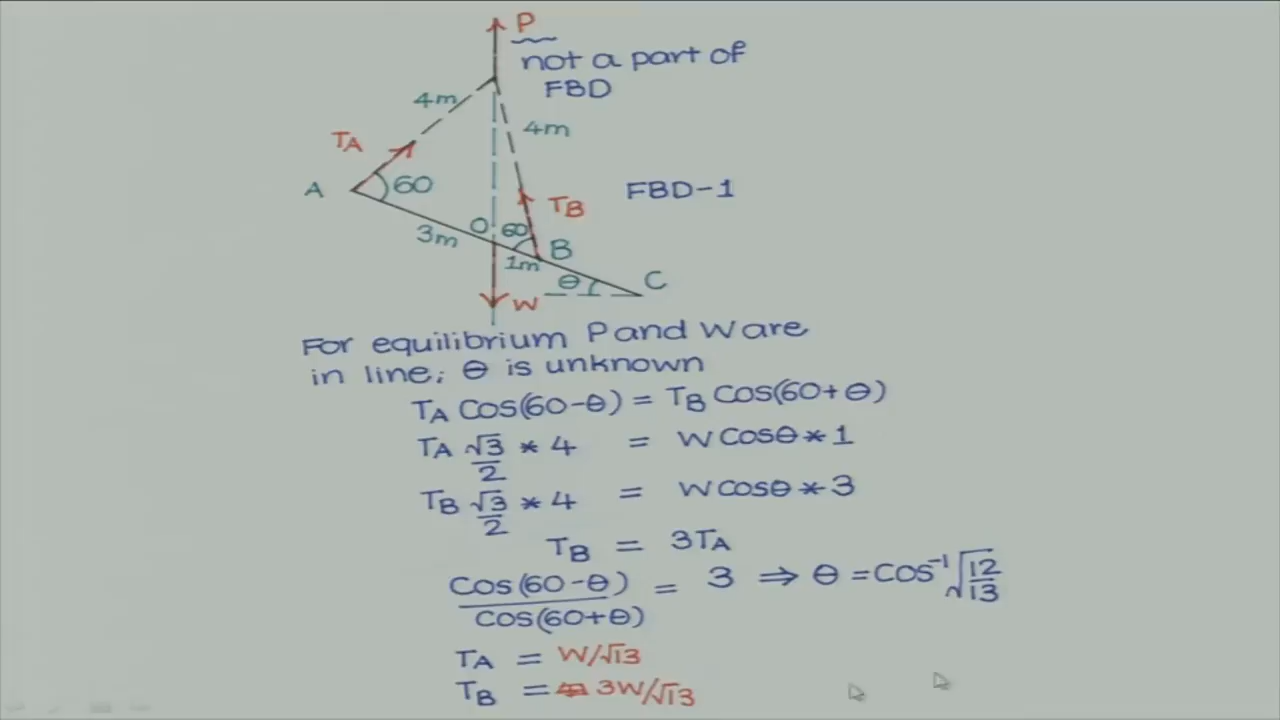 P
not a part of
FBD
4m
4m
TA
A
60
TB
FBD-1
O
60
B
3m
1m
θ
C
W
For equilibrium P and W are
in line; θ is unknown
TA Cos(60-θ) = TB Cos(60+θ)
TA √3/2 * 4 = W Cosθ * 1
TB √3/2 * 4 = W Cosθ * 3
TB = 3TA
Cos(60-θ)/Cos(60+θ) = 3 ⇒ θ = COS⁻¹ √12/13
TA = W/√13
TB = 3W/√13